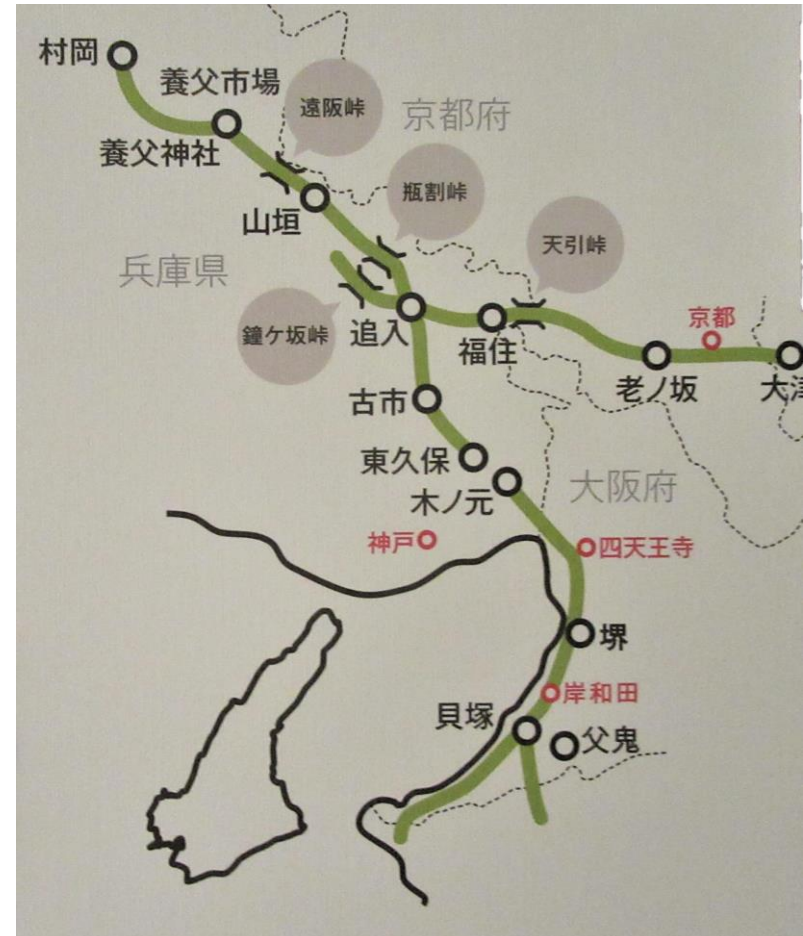 村岡
養父市場
遠阪峠
京都府
養父神社
瓶割峠
山垣
天引峠
兵庫県
京都
鐘ケ坂峠
追入
福住
老ノ坂
古市
東久保
大阪府
木ノ元
神戸
四天王寺
堺
岸和田
貝塚
父鬼